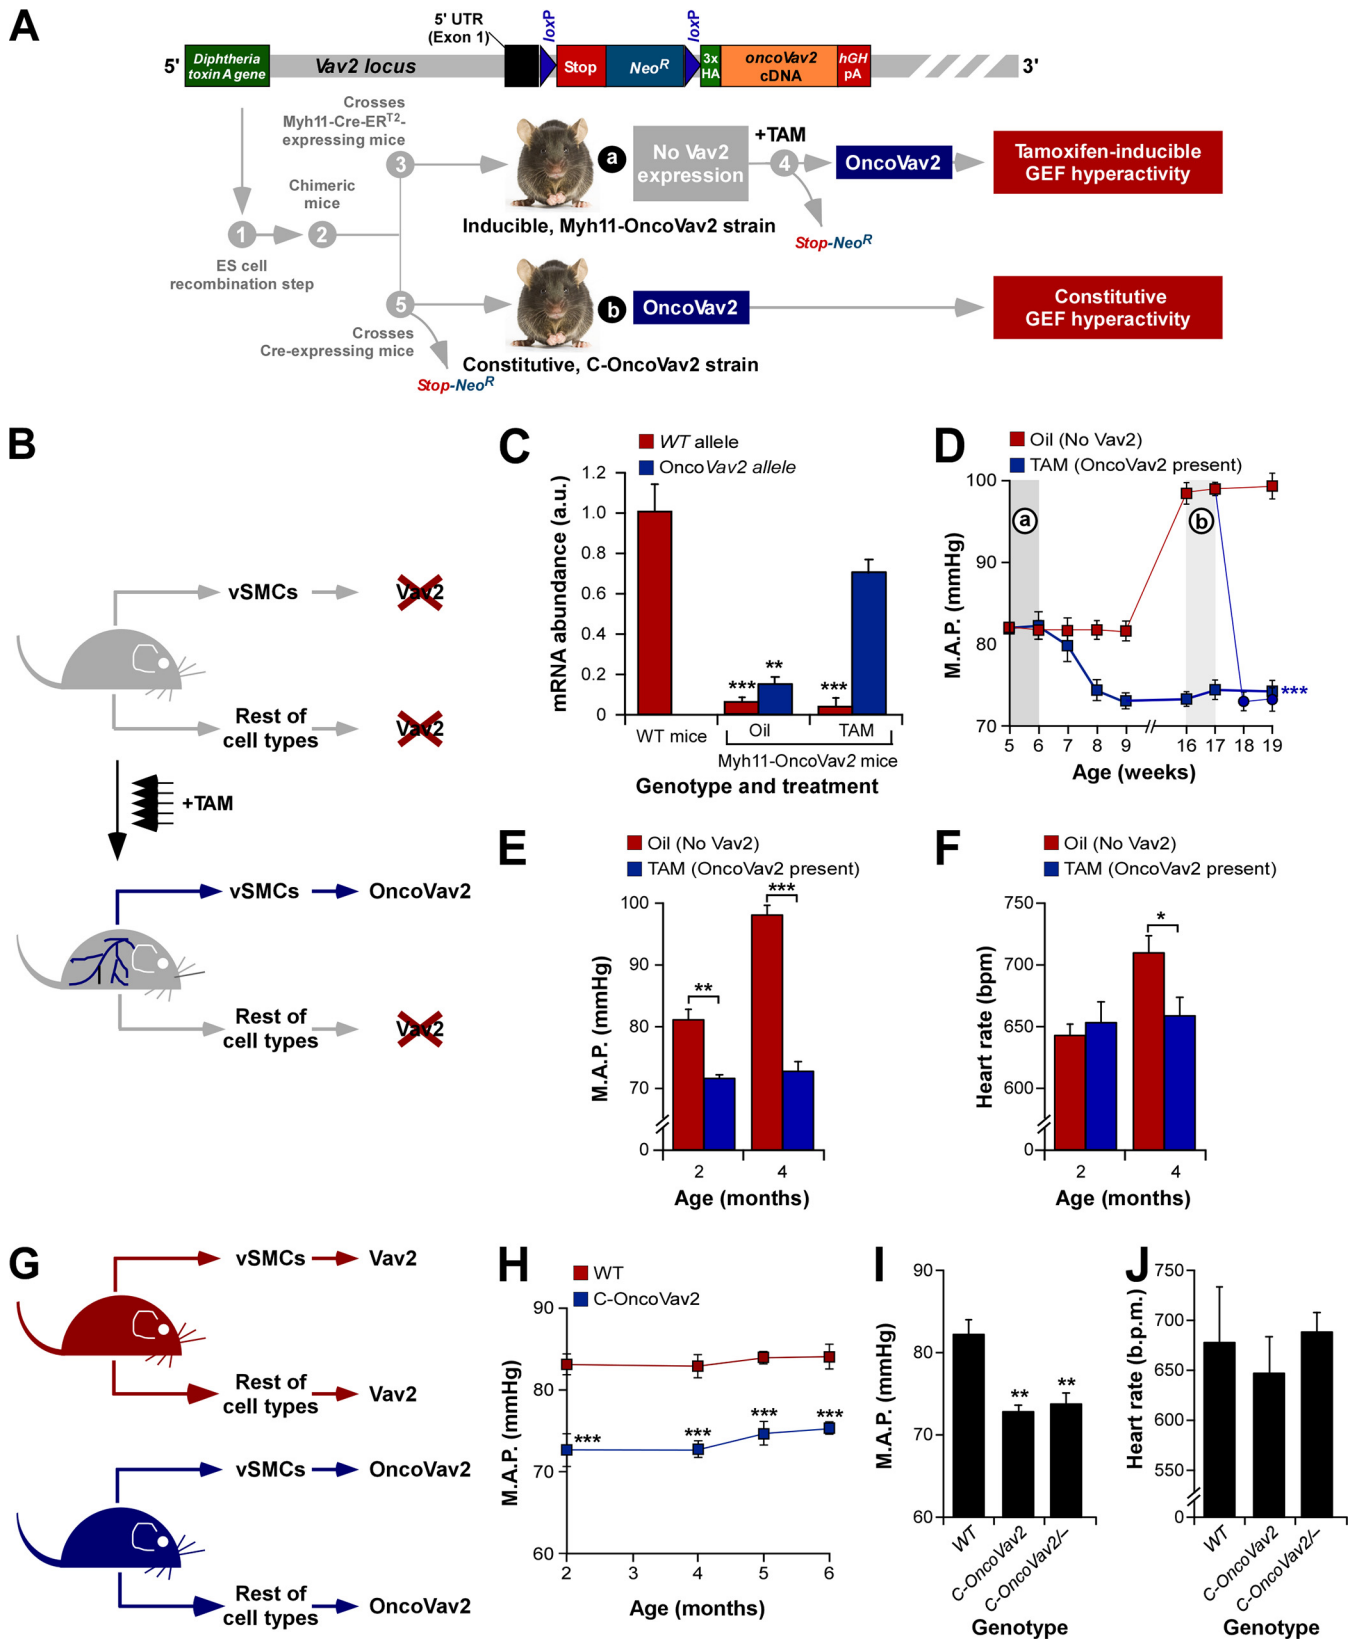 A
5' UTR
(Exon 1)
loxP
loxP
5'
Diphtheria
toxin A gene
Vav2 locus
Stop
Neo^R
3x
HA
oncoVav2
cDNA
hGH
pA
3'
Crosses
Myh11-Cre-ER^T2-
expressing mice
Chimeric
mice
3
1
2
ES cell
recombination step
5
Crosses
Cre-expressing mice
Stop-Neo^R
a
No Vav2
expression
+TAM
4
OncoVav2
Tamoxifen-inducible
GEF hyperactivity
Inducible, Myh11-OncoVav2 strain
Stop-Neo^R
b
OncoVav2
Constitutive
GEF hyperactivity
Constitutive, C-OncoVav2 strain
B
vSMCs
Vav2
Rest of
cell types
Vav2
+TAM
vSMCs
OncoVav2
Rest of
cell types
Vav2
C
WT allele
OncoVav2 allele
mRNA abundance (a.u.)
1.2
1.0
0.8
0.6
0.4
0.2
0
***
**
***
WT mice
Oil
TAM
Myh11-OncoVav2 mice
Genotype and treatment
D
Oil (No Vav2)
TAM (OncoVav2 present)
M.A.P. (mmHg)
100
90
80
70
a
b
***
5 6 7 8 9 16 17 18 19
Age (weeks)
E
Oil (No Vav2)
TAM (OncoVav2 present)
M.A.P. (mmHg)
100
90
80
70
0
**
***
2 4
Age (months)
F
Oil (No Vav2)
TAM (OncoVav2 present)
Heart rate (bpm)
750
700
650
600
0
*
2 4
Age (months)
G
vSMCs
Vav2
Rest of
cell types
Vav2
vSMCs
OncoVav2
Rest of
cell types
OncoVav2
H
WT
C-OncoVav2
M.A.P. (mmHg)
90
80
70
60
***
***
***
***
2 3 4 5 6
Age (months)
I
M.A.P. (mmHg)
90
80
70
60
**
**
WT
C-OncoVav2
C-OncoVav2/–
Genotype
J
Heart rate (b.p.m.)
750
700
650
600
550
0
WT
C-OncoVav2
C-OncoVav2/–
Genotype